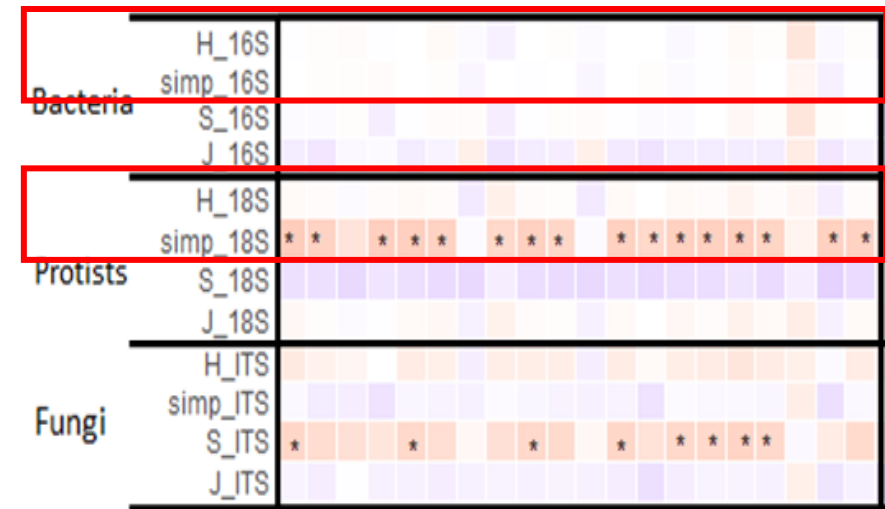 H_16S
simp_16S
Bacteria
S_16S
J_16S
H_18S
simp_18S * * * * * * * * * * * * * * * *
Protists
S_18S
J_18S
H_ITS
simp_ITS
Fungi
S_ITS * * * * * * * *
J_ITS